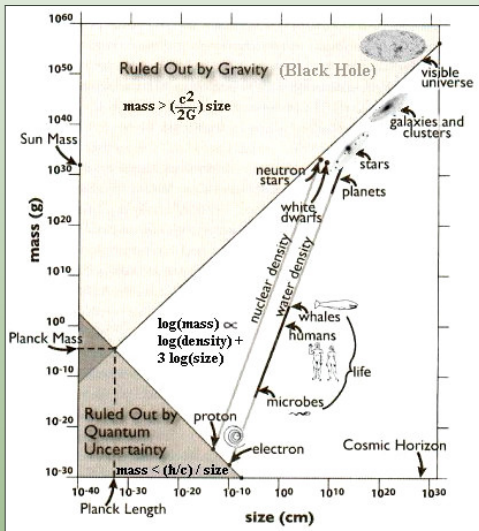 10^60
10^50
10^40
Sun Mass
10^30
10^20
10^10
10^0
Planck Mass
10^-10
10^-20
10^-30
mass (g)
Ruled Out by Gravity (Black Hole)
mass > (c^2/2G) size
visible
universe
galaxies and
clusters
stars
planets
neutron
stars
white
dwarfs
nuclear density
water density
log(mass) ∝
log(density) +
3 log(size)
whales
humans
life
microbes
proton
electron
Ruled Out by
Quantum
Uncertainty
mass < (h/c) / size
Cosmic Horizon
10^-40 10^-30 10^-20 10^-10 10^0 10^10 10^20 10^30
Planck Length
size (cm)